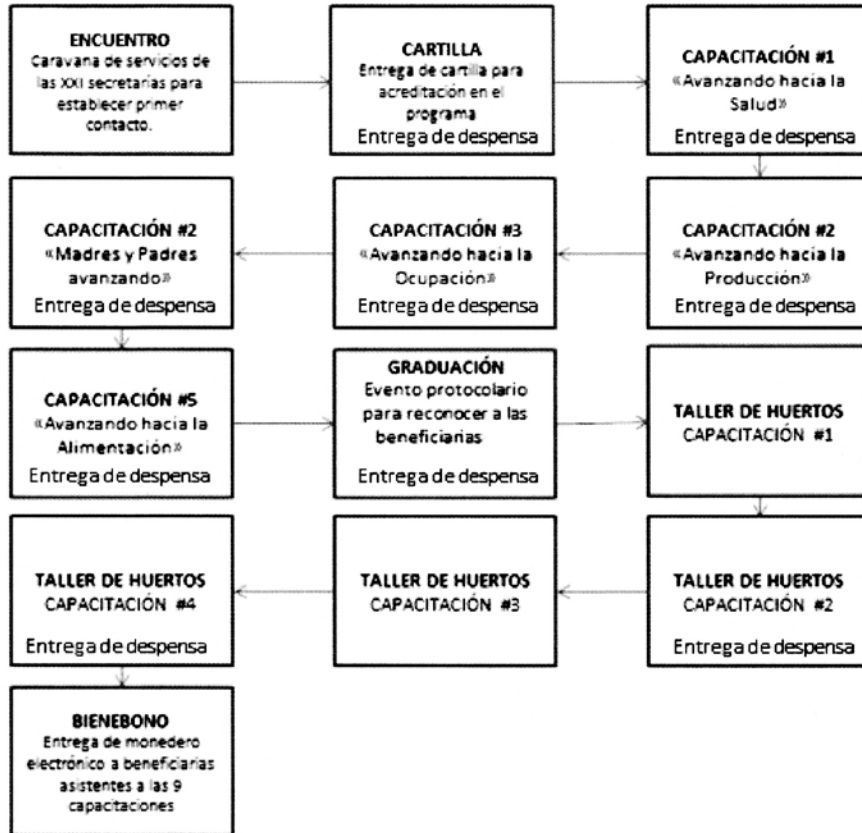 ENCUENTRO
Caravana de servicios de
las XXI secretarías para
establecer primer
contacto.
CARTILLA
Entrega de cartilla para
acreditación en el
programa
Entrega de despensa
CAPACITACIÓN #1
«Avanzando hacia la
Salud»
Entrega de despensa
CAPACITACIÓN #2
«Madres y Padres
avanzando»
Entrega de despensa
CAPACITACIÓN #3
«Avanzando hacia la
Ocupación»
Entrega de despensa
CAPACITACIÓN #2
«Avanzando hacia la
Producción»
Entrega de despensa
CAPACITACIÓN #5
«Avanzando hacia la
Alimentación»
Entrega de despensa
GRADUACIÓN
Evento protocolario
para reconocer a las
beneficiarias
Entrega de despensa
TALLER DE HUERTOS
CAPACITACIÓN #1
TALLER DE HUERTOS
CAPACITACIÓN #4
Entrega de despensa
TALLER DE HUERTOS
CAPACITACIÓN #3
TALLER DE HUERTOS
CAPACITACIÓN #2
Entrega de despensa
BIENEBONO
Entrega de monedero
electrónico a beneficiarias
asistentes a las 9
capacitaciones